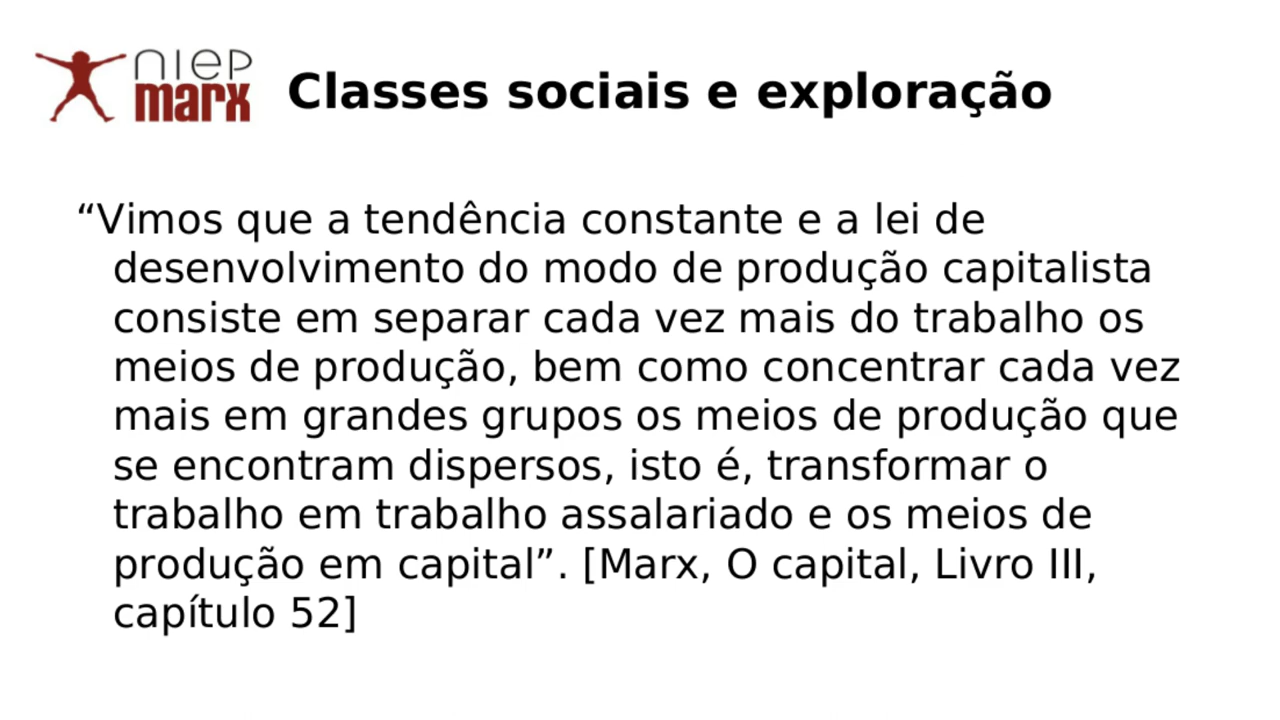 NIEP
marx
Classes sociais e exploração
“Vimos que a tendência constante e a lei de
desenvolvimento do modo de produção capitalista
consiste em separar cada vez mais do trabalho os
meios de produção, bem como concentrar cada vez
mais em grandes grupos os meios de produção que
se encontram dispersos, isto é, transformar o
trabalho em trabalho assalariado e os meios de
produção em capital”. [Marx, O capital, Livro III,
capítulo 52]